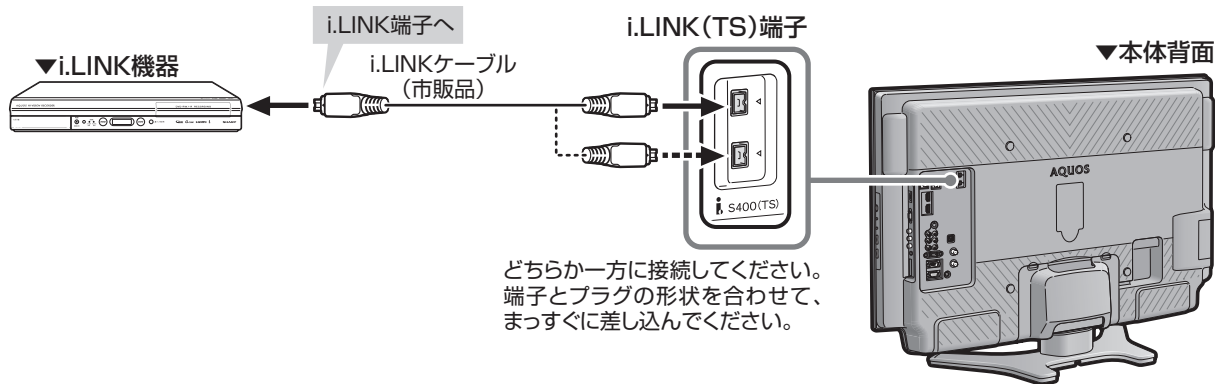 i.LINK端子へ
i.LINK(TS)端子
▼i.LINK機器
i.LINKケーブル
(市販品)
▼本体背面
AQUOS
i. S400(TS)
どちらか一方に接続してください。
端子とプラグの形状を合わせて、
まっすぐに差し込んでください。